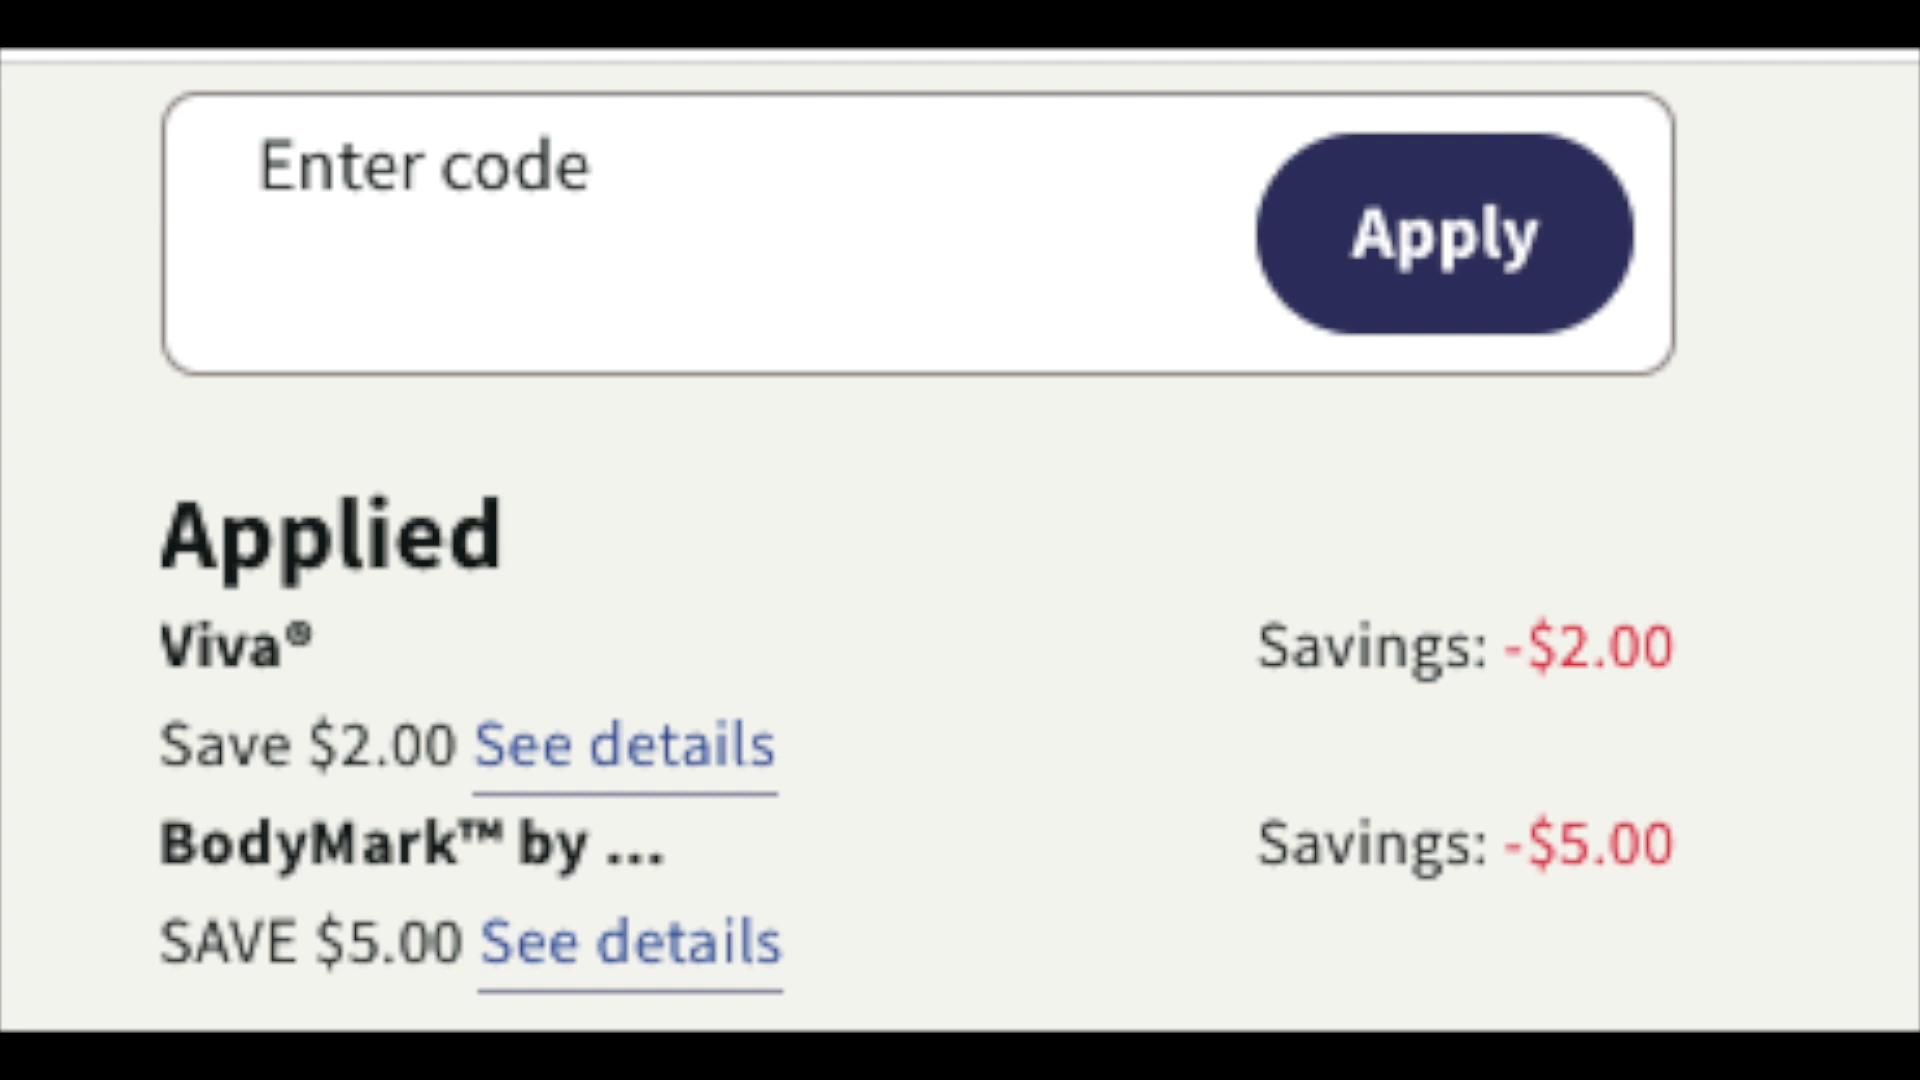 Enter code
Apply
Applied
Viva® Savings: -$2.00
Save $2.00 See details
BodyMark™ by ... Savings: -$5.00
SAVE $5.00 See details